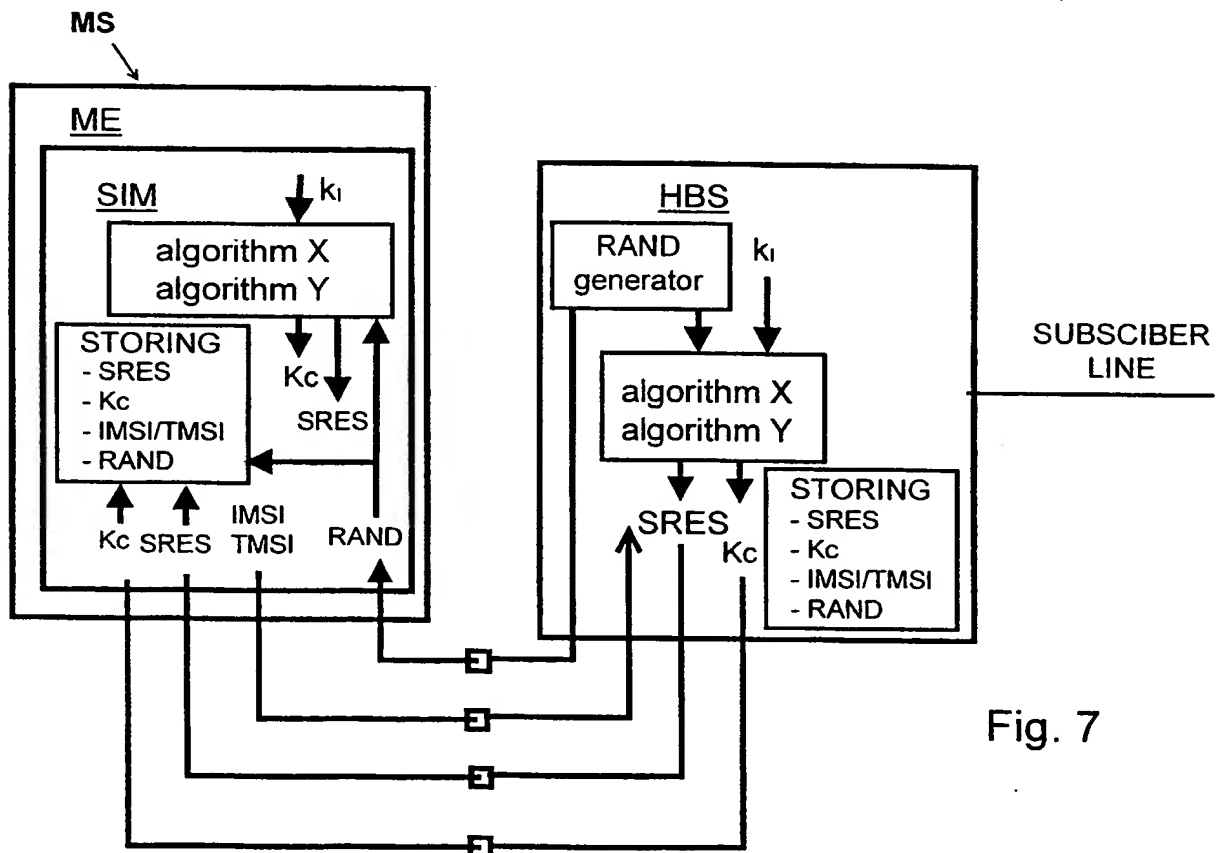 MS
ME
SIM
kI
algorithm X
algorithm Y
STORING
- SRES
- Kc
- IMSI/TMSI
- RAND
Kc
SRES
Kc SRES
IMSI
TMSI
RAND
HBS
RAND
generator
kI
algorithm X
algorithm Y
SRES
Kc
STORING
- SRES
- Kc
- IMSI/TMSI
- RAND
SUBSCIBER
LINE
Fig. 7